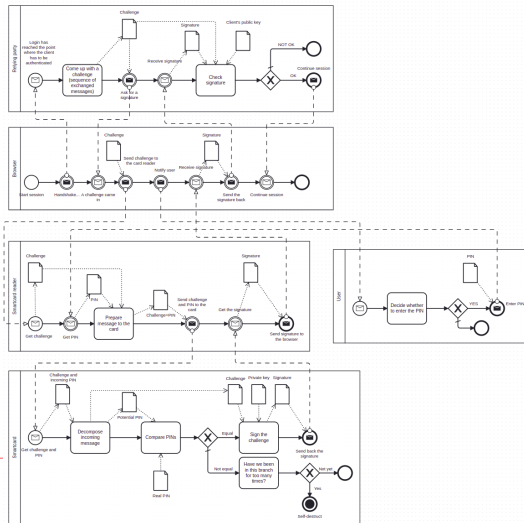 Relying party
Login has
reached the point
where the client
has to be
authenticated
Come up with a
challenge
(sequence of
exchanged
messages)
Challenge
Ask for a
signature
Receive signature
Signature
Client's public key
Check
signature
NOT OK
OK
Continue session
Browser
Start session
Handshake...
A challenge came
in
Challenge
Send challenge to
the card reader
Notify user
Receive signature
Signature
Send the
signature back
Continue session
Smartcard reader
Challenge
Get challenge
Get PIN
PIN
Prepare
message to the
card
Challenge+PIN
Send challenge
and PIN to the
card
Get the signature
Signature
Send signature to
the browser
User
Decide whether
to enter the PIN
PIN
YES
Enter PIN
Smartcard
Challenge and
incoming PIN
Get challenge and
PIN
Decompose
incoming
message
Potential PIN
Compare PINs
Real PIN
Equal
Not equal
Challenge
Private key
Signature
Sign the
challenge
Send back the
signature
Have we been
in this branch
for too many
times?
Not yet
Yes
Self-destruct